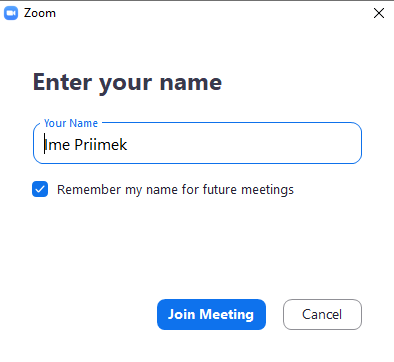 Zoom
Enter your name
Your Name
Ime Priimek
Remember my name for future meetings
Join Meeting
Cancel